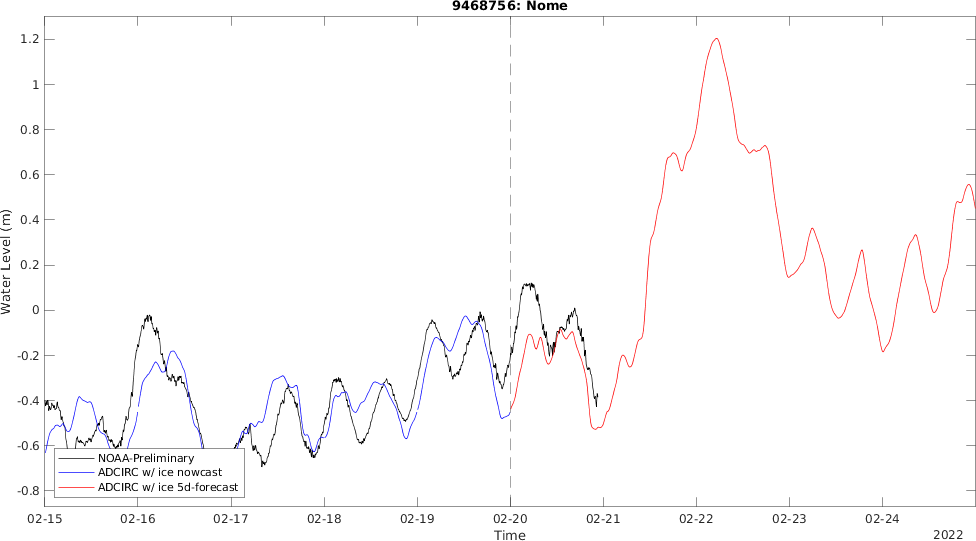 9468756: Nome
1.2
1
0.8
0.6
0.4
0.2
0
-0.2
-0.4
-0.6
-0.8
Water Level (m)
NOAA-Preliminary
ADCIRC w/ ice nowcast
ADCIRC w/ ice 5d-forecast
02-15 02-16 02-17 02-18 02-19 02-20 02-21 02-22 02-23 02-24
Time
2022